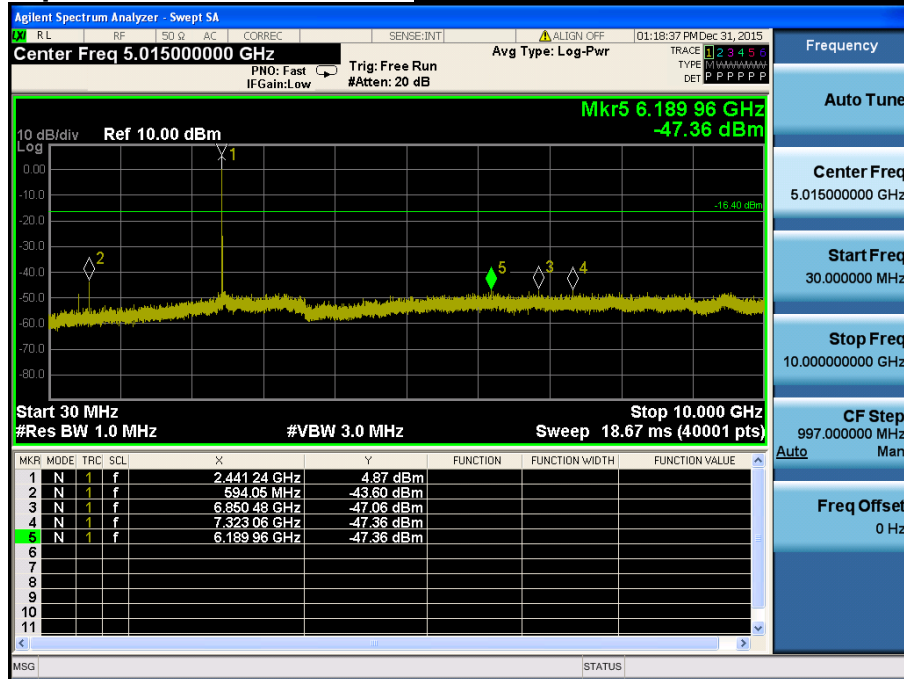 Agilent Spectrum Analyzer - Swept SA
LXI RL RF 50 Ω AC CORREC SENSE:INT ALIGN OFF 01:18:37 PM Dec 31, 2015
Center Freq 5.015000000 GHz
PNO: Fast
IFGain:Low
Trig: Free Run
#Atten: 20 dB
Avg Type: Log-Pwr
TRACE 1 2 3 4 5 6
TYPE M W W W W W
DET P P P P P P
Mkr5 6.189 96 GHz
-47.36 dBm
10 dB/div Ref 10.00 dBm
Log
1
0.00
-10.0
-16.40 dBm
-20.0
-30.0
2
5 3 4
-40.0
-50.0
-60.0
-70.0
-80.0
Start 30 MHz
Stop 10.000 GHz
#Res BW 1.0 MHz #VBW 3.0 MHz Sweep 18.67 ms (40001 pts)
MKR MODE TRC SCL X Y FUNCTION FUNCTION WIDTH FUNCTION VALUE
1 N 1 f 2.441 24 GHz 4.87 dBm
2 N 1 f 594.05 MHz -43.60 dBm
3 N 1 f 6.850 48 GHz -47.06 dBm
4 N 1 f 7.323 06 GHz -47.36 dBm
5 N 1 f 6.189 96 GHz -47.36 dBm
6
7
8
9
10
11
MSG STATUS
Frequency
Auto Tune
Center Freq
5.015000000 GHz
Start Freq
30.000000 MHz
Stop Freq
10.000000000 GHz
CF Step
997.000000 MHz
Auto Man
Freq Offset
0 Hz